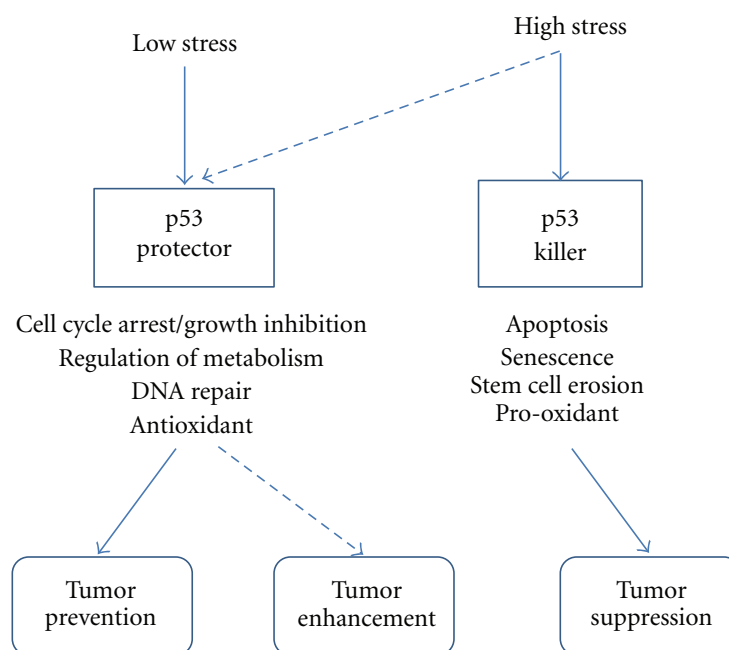 Low stress
High stress
p53
protector
p53
killer
Cell cycle arrest/growth inhibition
Regulation of metabolism
DNA repair
Antioxidant
Apoptosis
Senescence
Stem cell erosion
Pro-oxidant
Tumor
prevention
Tumor
enhancement
Tumor
suppression